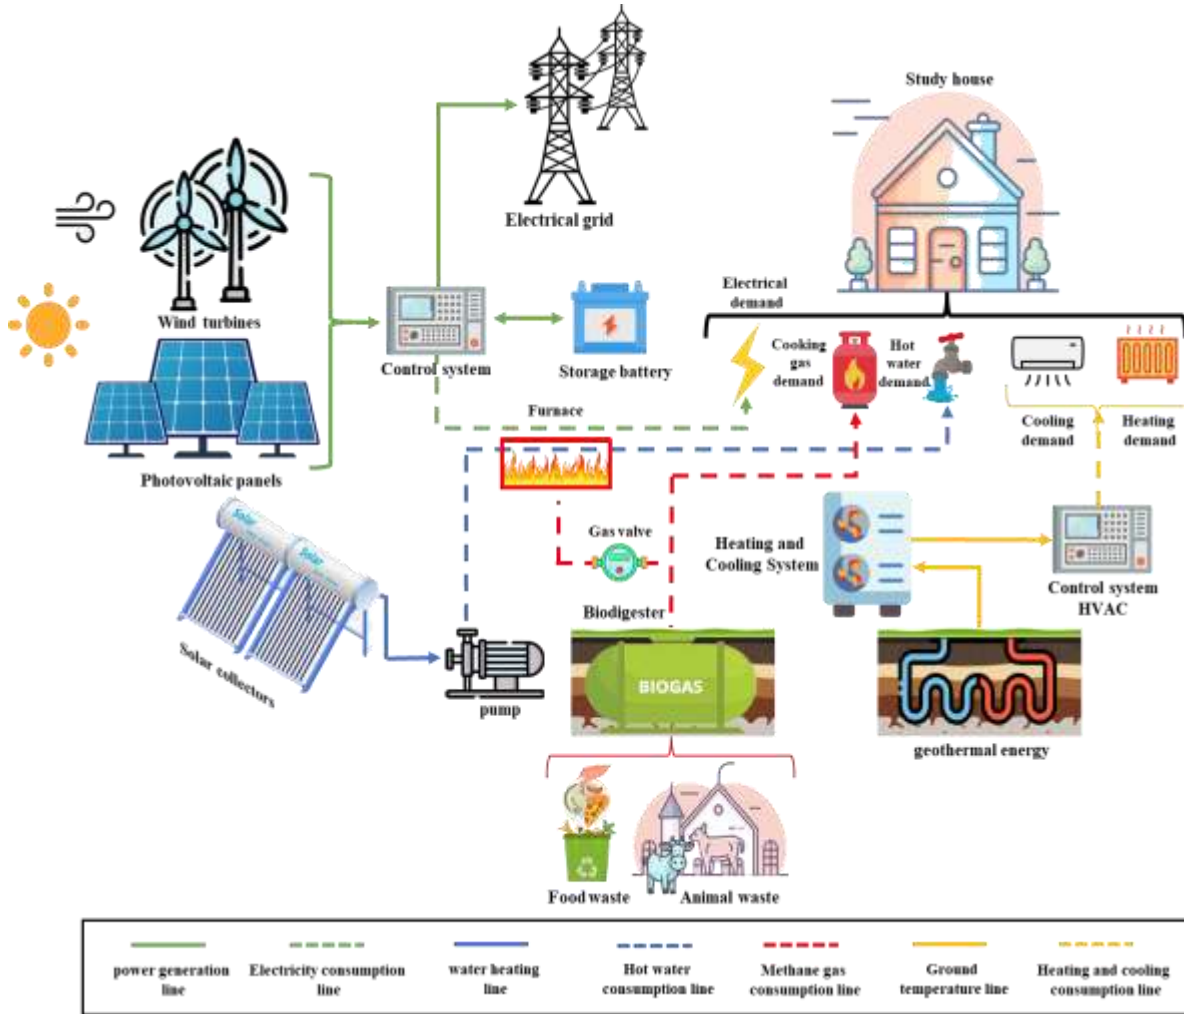 Study house
Electrical grid
Electrical
demand
Wind turbines
Control system
Storage battery
Cooking
gas
demand
Hot
water
demand
Furnace
Cooling
demand
Heating
demand
Photovoltaic panels
Solar
Solar
Gas valve
Heating and
Cooling System
Control system
HVAC
Biodigester
Solar collectors
BIOGAS
pump
geothermal energy
Food waste
Animal waste
power generation
line
Electricity consumption
line
water heating
line
Hot water
consumption line
Methane gas
consumption line
Ground
temperature line
Heating and cooling
consumption line